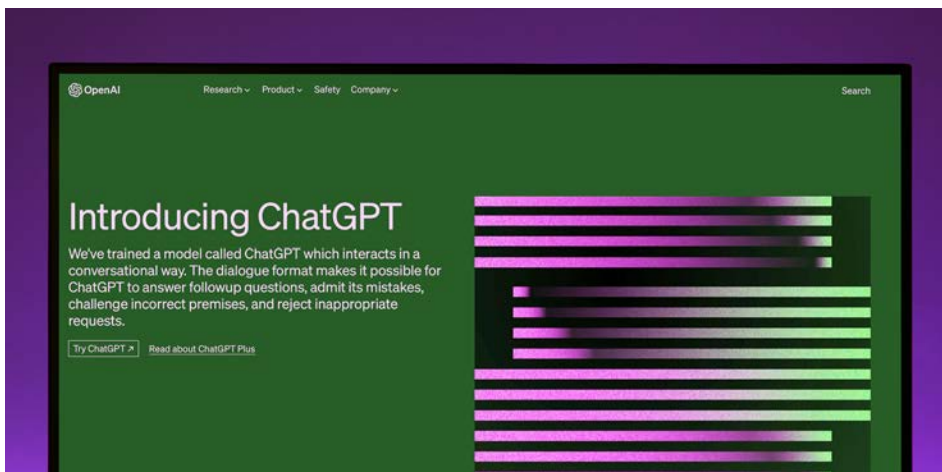 OpenAI Research Product Safety Company Search
Introducing ChatGPT
We've trained a model called ChatGPT which interacts in a
conversational way. The dialogue format makes it possible for
ChatGPT to answer followup questions, admit its mistakes,
challenge incorrect premises, and reject inappropriate
requests.
Try ChatGPT ↗ Read about ChatGPT Plus